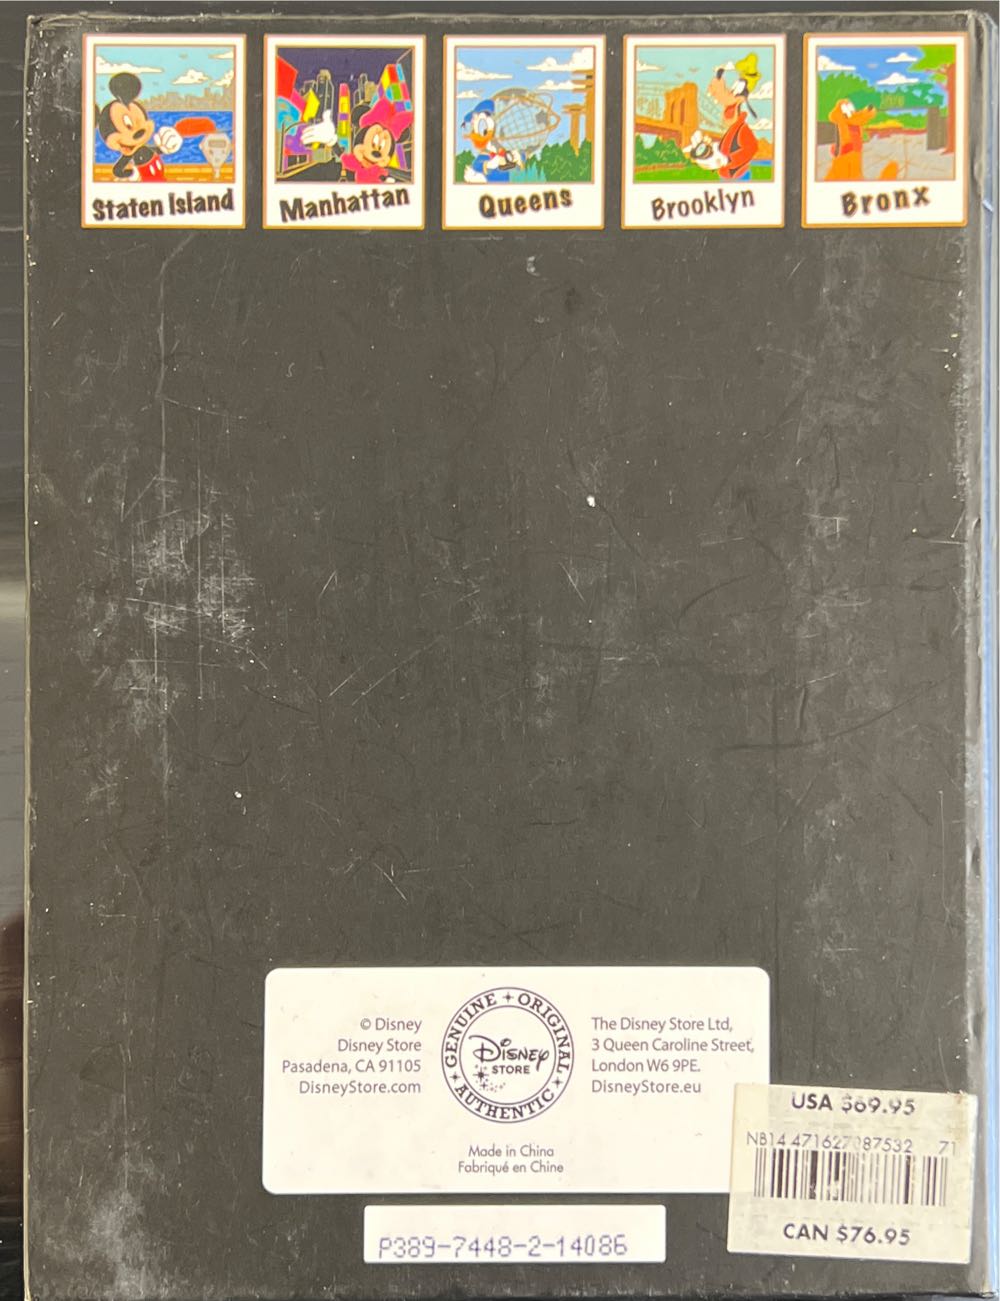 Staten Island
Manhattan
Queens
Brooklyn
Bronx
© Disney
Disney Store
Pasadena, CA 91105
DisneyStore.com
GENUINE + ORIGINAL + AUTHENTIC +
Disney
STORE
The Disney Store Ltd,
3 Queen Caroline Street,
London W6 9PE.
DisneyStore.eu
Made in China
Fabriqué en Chine
USA $69.95
NB14 71
CAN $76.95
P389-7448-2-14086